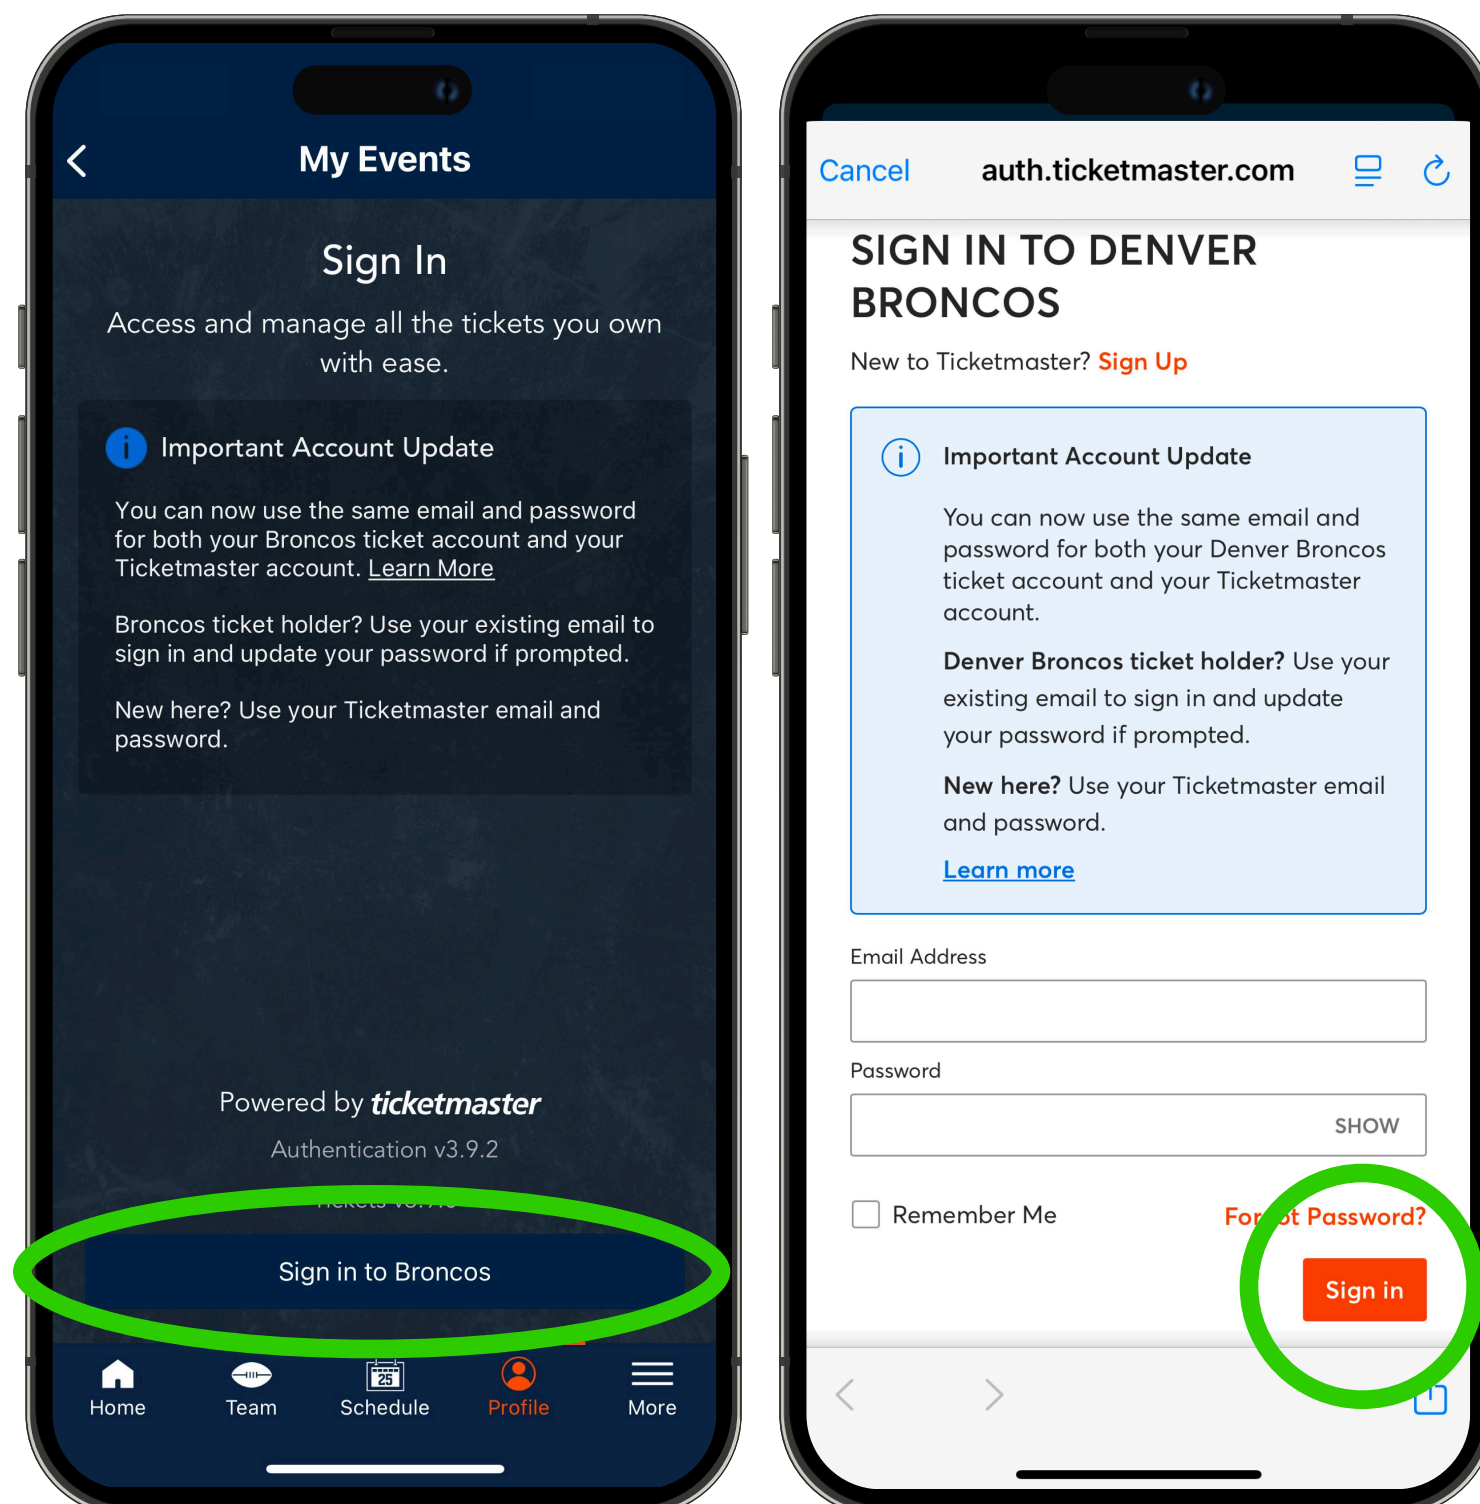 My Events
Sign In
Access and manage all the tickets you own
with ease.
Important Account Update
You can now use the same email and password
for both your Broncos ticket account and your
Ticketmaster account. Learn More
Broncos ticket holder? Use your existing email to
sign in and update your password if prompted.
New here? Use your Ticketmaster email and
password.
Powered by ticketmaster
Authentication v3.9.2
Sign in to Broncos
25
Home
Team
Schedule
Profile
More
Cancel
auth.ticketmaster.com
SIGN IN TO DENVER
BRONCOS
New to Ticketmaster? Sign Up
Important Account Update
You can now use the same email and
password for both your Denver Broncos
ticket account and your Ticketmaster
account.
Denver Broncos ticket holder? Use your
existing email to sign in and update
your password if prompted.
New here? Use your Ticketmaster email
and password.
Learn more
Email Address
Password
SHOW
Remember Me
Forgot Password?
Sign in